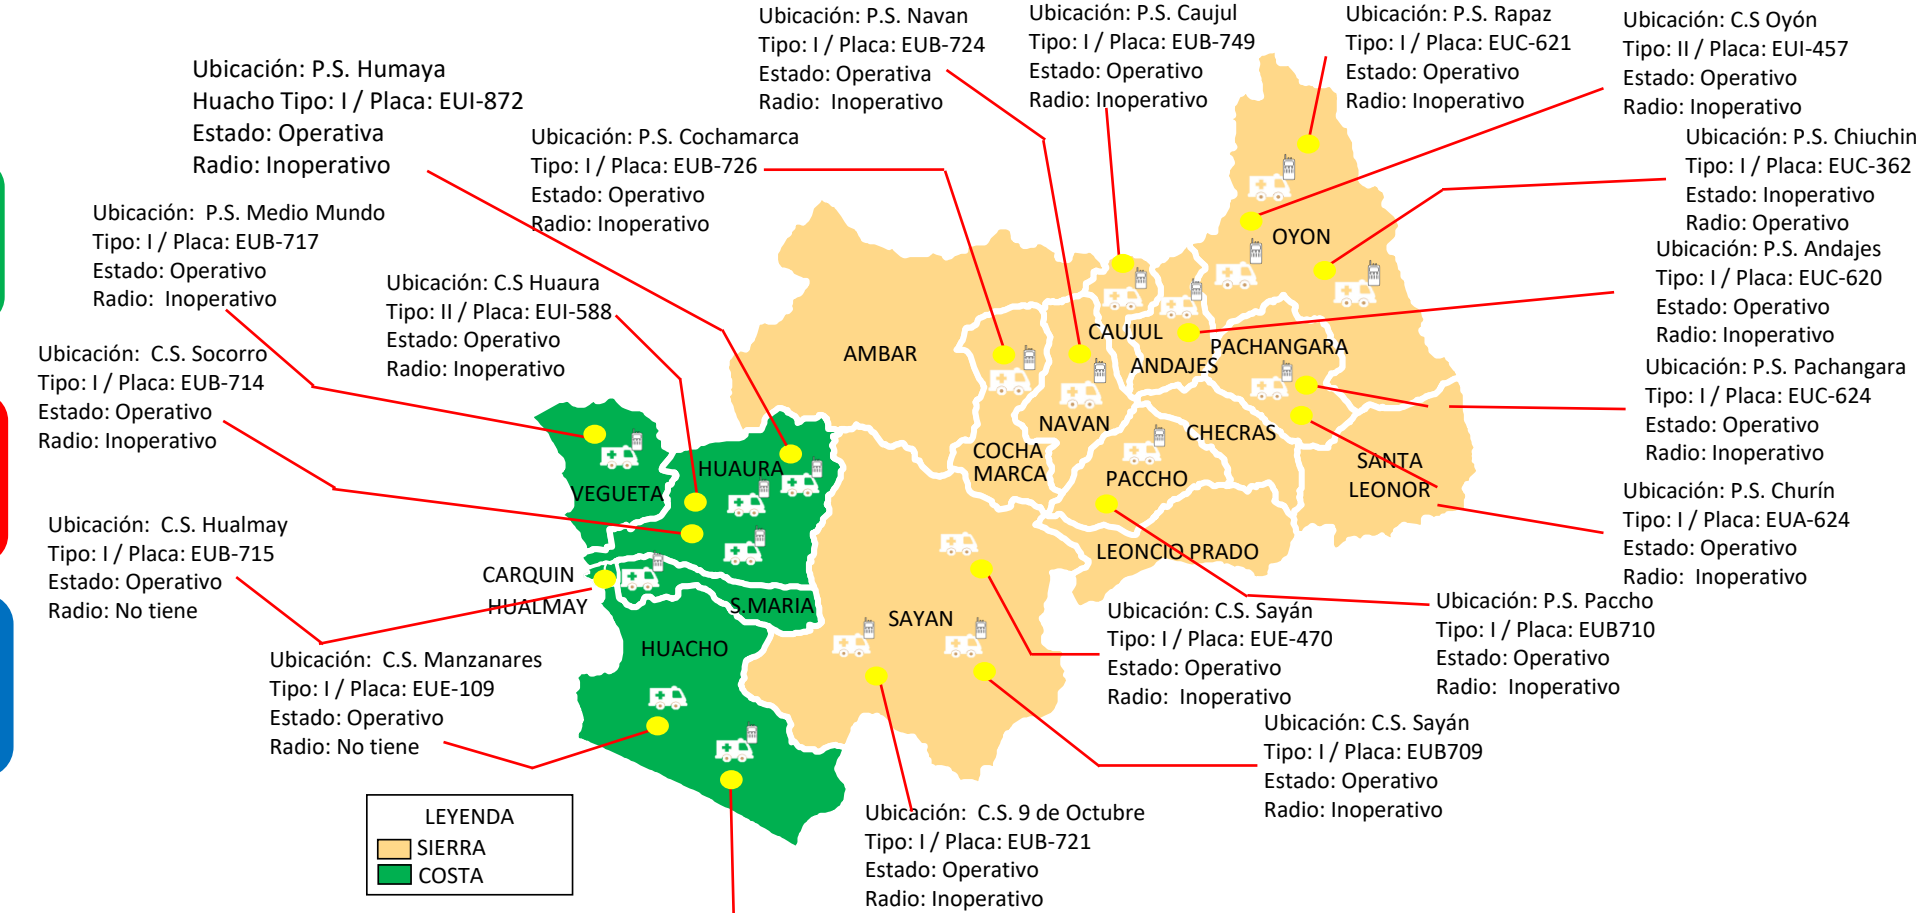 Ubicación: P.S. Humaya
Huacho Tipo: I / Placa: EUI-872
Estado: Operativa
Radio: Inoperativo
Ubicación: P.S. Navan
Tipo: I / Placa: EUB-724
Estado: Operativa
Radio: Inoperativo
Ubicación: P.S. Caujul
Tipo: I / Placa: EUB-749
Estado: Operativo
Radio: Inoperativo
Ubicación: P.S. Rapaz
Tipo: I / Placa: EUC-621
Estado: Operativo
Radio: Inoperativo
Ubicación: C.S Oyón
Tipo: II / Placa: EUI-457
Estado: Operativo
Radio: Inoperativo
Ubicación: P.S. Cochamarca
Tipo: I / Placa: EUB-726
Estado: Operativo
Radio: Inoperativo
Ubicación: P.S. Chiuchin
Tipo: I / Placa: EUC-362
Estado: Inoperativo
Radio: Operativo
Ubicación: P.S. Medio Mundo
Tipo: I / Placa: EUB-717
Estado: Operativo
Radio: Inoperativo
Ubicación: C.S Huaura
Tipo: II / Placa: EUI-588
Estado: Operativo
Radio: Inoperativo
Ubicación: P.S. Andajes
Tipo: I / Placa: EUC-620
Estado: Operativo
Radio: Inoperativo
Ubicación: C.S. Socorro
Tipo: I / Placa: EUB-714
Estado: Operativo
Radio: Inoperativo
Ubicación: P.S. Pachangara
Tipo: I / Placa: EUC-624
Estado: Operativo
Radio: Inoperativo
Ubicación: C.S. Hualmay
Tipo: I / Placa: EUB-715
Estado: Operativo
Radio: No tiene
Ubicación: P.S. Churín
Tipo: I / Placa: EUA-624
Estado: Operativo
Radio: Inoperativo
Ubicación: C.S. Manzanares
Tipo: I / Placa: EUE-109
Estado: Operativo
Radio: No tiene
Ubicación: C.S. Sayán
Tipo: I / Placa: EUE-470
Estado: Operativo
Radio: Inoperativo
Ubicación: P.S. Paccho
Tipo: I / Placa: EUB710
Estado: Operativo
Radio: Inoperativo
Ubicación: C.S. Sayán
Tipo: I / Placa: EUB709
Estado: Operativo
Radio: Inoperativo
Ubicación: C.S. 9 de Octubre
Tipo: I / Placa: EUB-721
Estado: Operativo
Radio: Inoperativo
OYON
AMBAR
CAUJUL
ANDAJES
PACHANGARA
NAVAN
CHECRAS
COCHA
MARCA
PACCHO
SANTA
LEONOR
HUAURA
VEGUETA
LEONCIO PRADO
CARQUIN
HUALMAY
S.MARIA
SAYAN
HUACHO
LEYENDA
SIERRA
COSTA